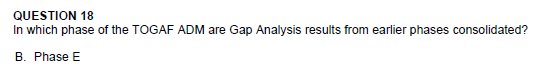 QUESTION 18
In which phase of the TOGAF ADM are Gap Analysis results from earlier phases consolidated?
B. Phase E